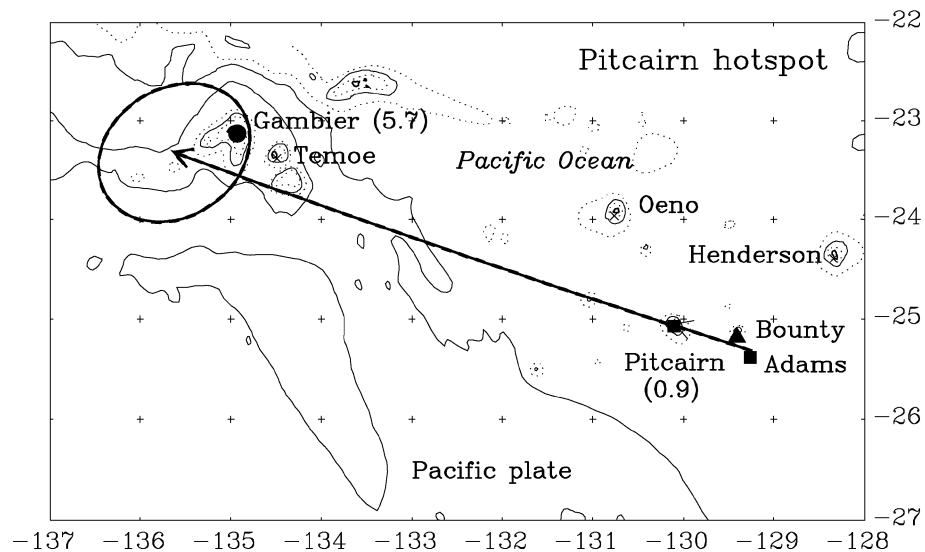 −22
Pitcairn hotspot
−23
Gambier (5.7)
Temoe
Pacific Ocean
Oeno
−24
Henderson
−25
Bounty
Pitcairn
(0.9)
Adams
−26
Pacific plate
−27
−137 −136 −135 −134 −133 −132 −131 −130 −129 −128